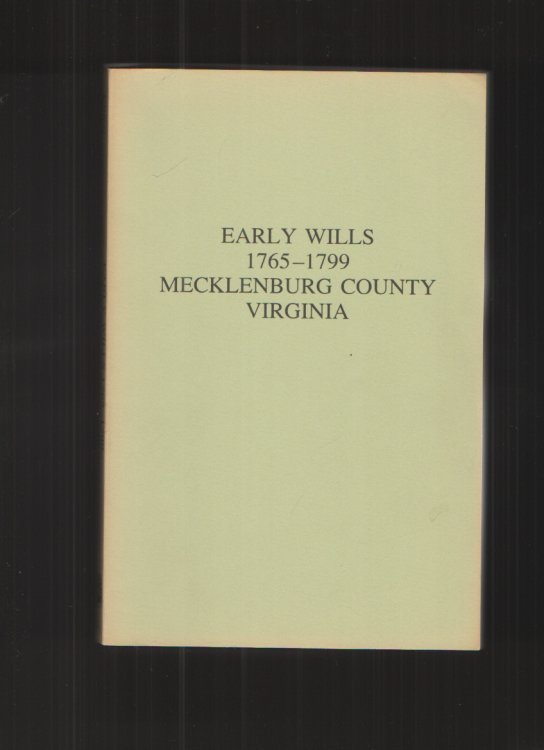 EARLY WILLS
1765–1799
MECKLENBURG COUNTY
VIRGINIA